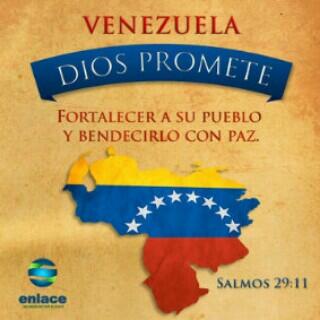 VENEZUELA
DIOS PROMETE
FORTALECER A SU PUEBLO
Y BENDECIRLO CON PAZ.
SALMOS 29:11
enlace